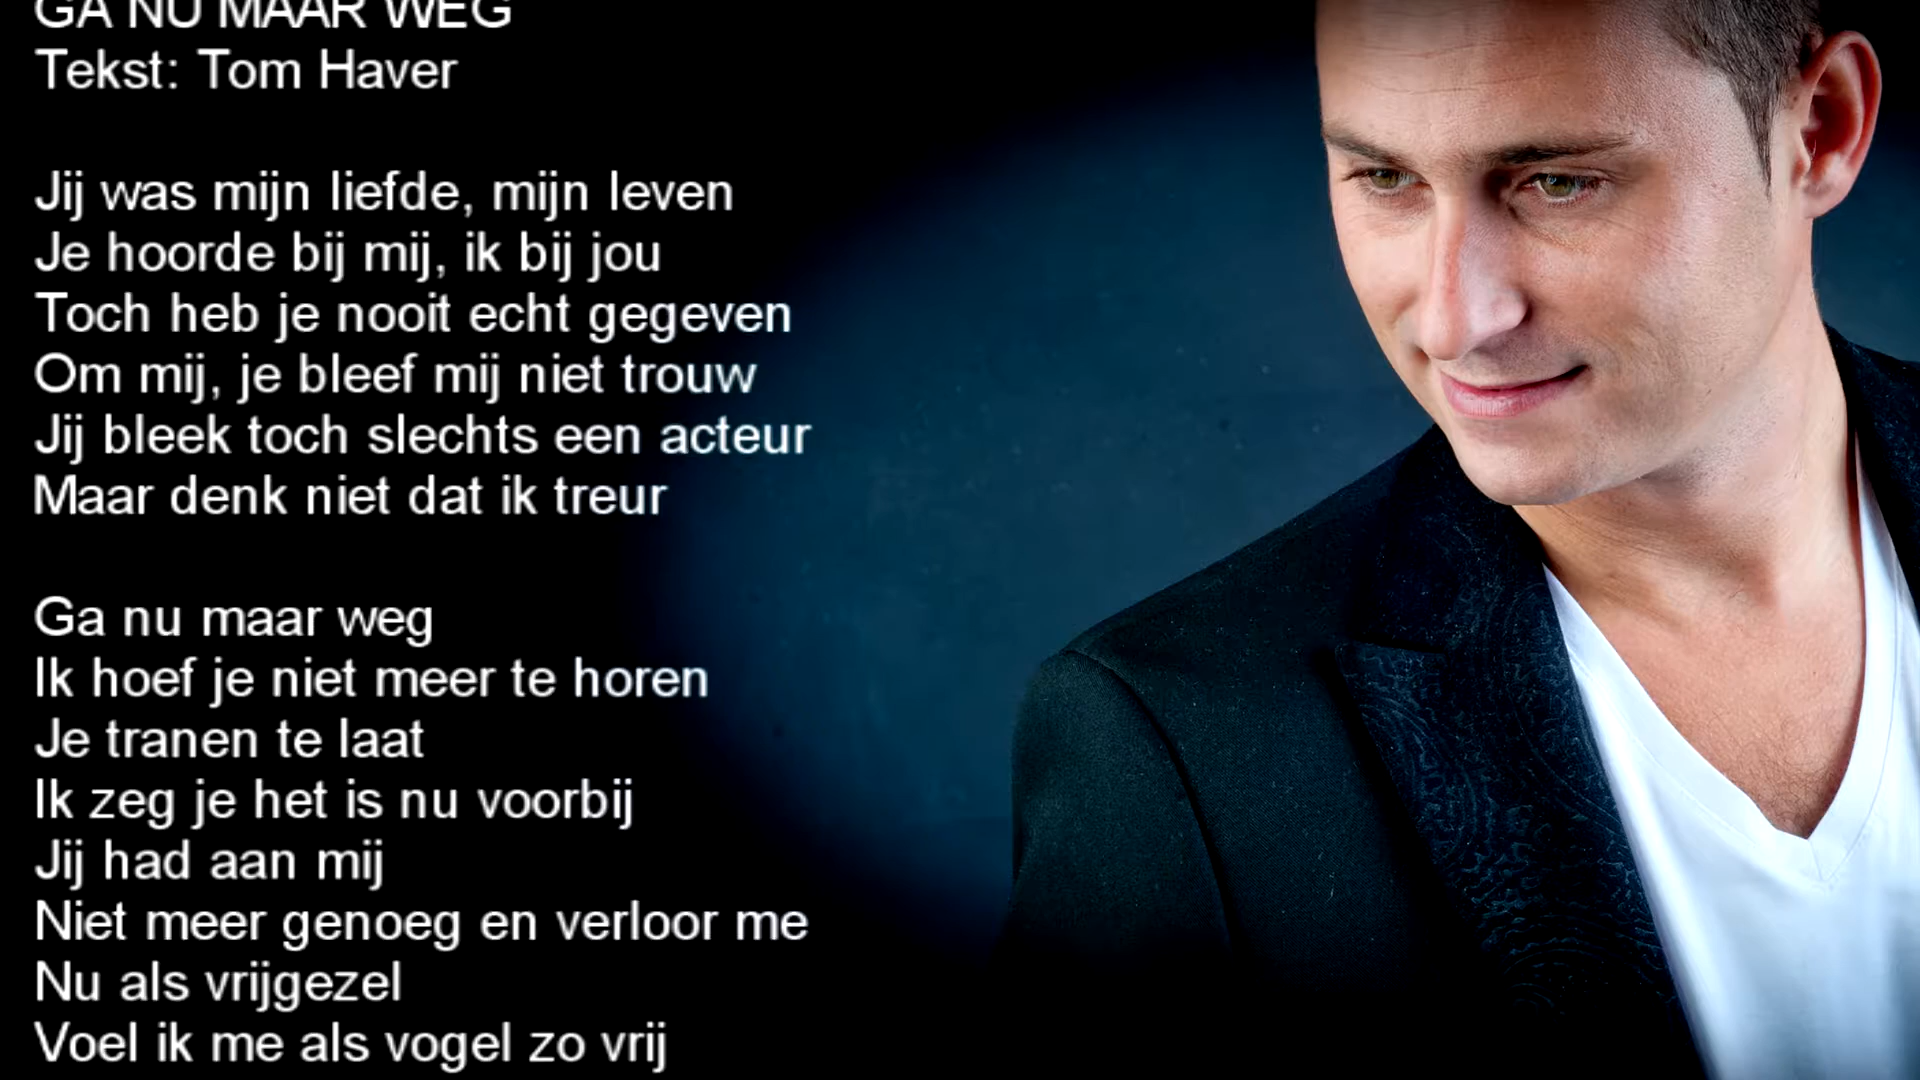 GA NU MAAR WEG
Tekst: Tom Haver
Jij was mijn liefde, mijn leven
Je hoorde bij mij, ik bij jou
Toch heb je nooit echt gegeven
Om mij, je bleef mij niet trouw
Jij bleek toch slechts een acteur
Maar denk niet dat ik treur
Ga nu maar weg
Ik hoef je niet meer te horen
Je tranen te laat
Ik zeg je het is nu voorbij
Jij had aan mij
Niet meer genoeg en verloor me
Nu als vrijgezel
Voel ik me als vogel zo vrij